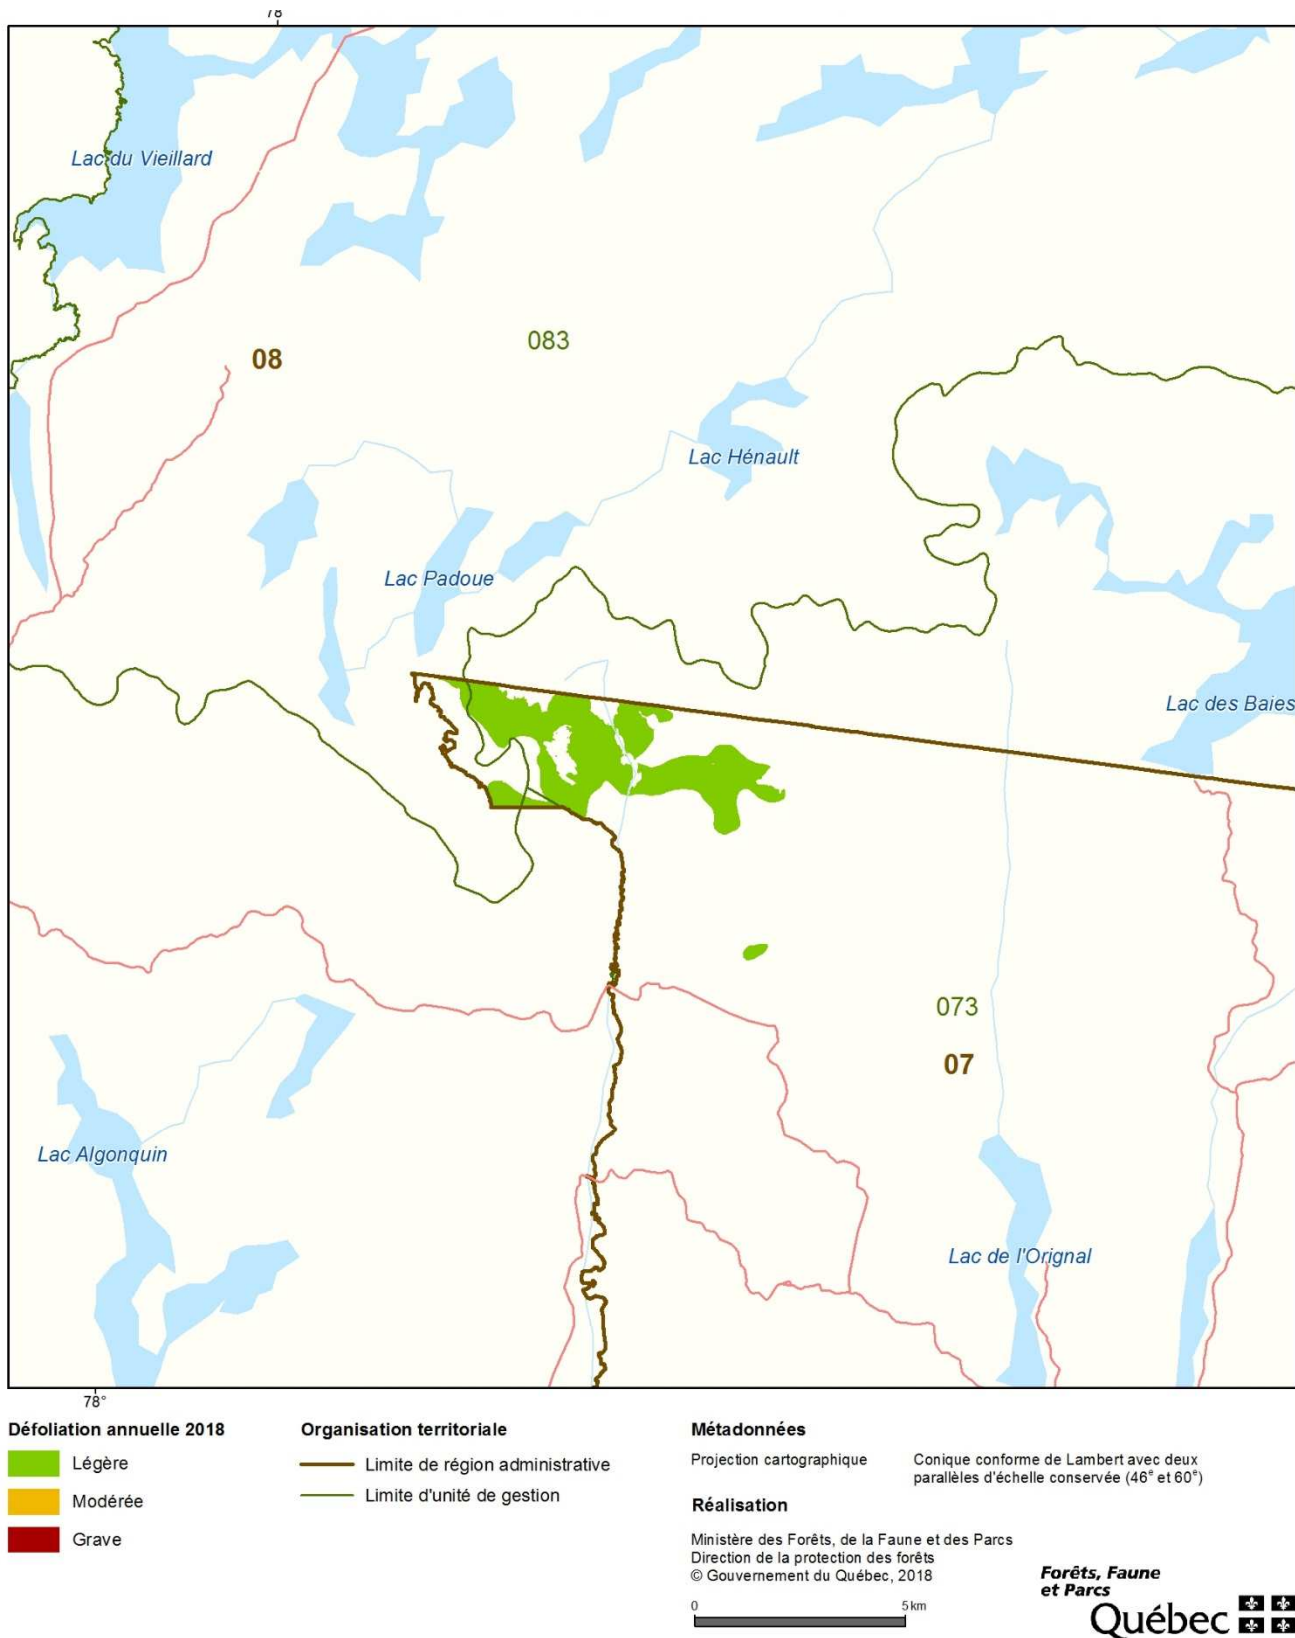 78
Lac du Vieillard
083
08
Lac Hénault
Lac Padoue
Lac des Baies
073
07
Lac Algonquin
Lac de l'Orignal
78°
Défoliation annuelle 2018
Légère
Modérée
Grave
Organisation territoriale
Limite de région administrative
Limite d'unité de gestion
Métadonnées
Projection cartographique
Conique conforme de Lambert avec deux
parallèles d'échelle conservée (46e et 60e)
Réalisation
Ministère des Forêts, de la Faune et des Parcs
Direction de la protection des forêts
© Gouvernement du Québec, 2018
0 5 km
Forêts, Faune
et Parcs
Québec